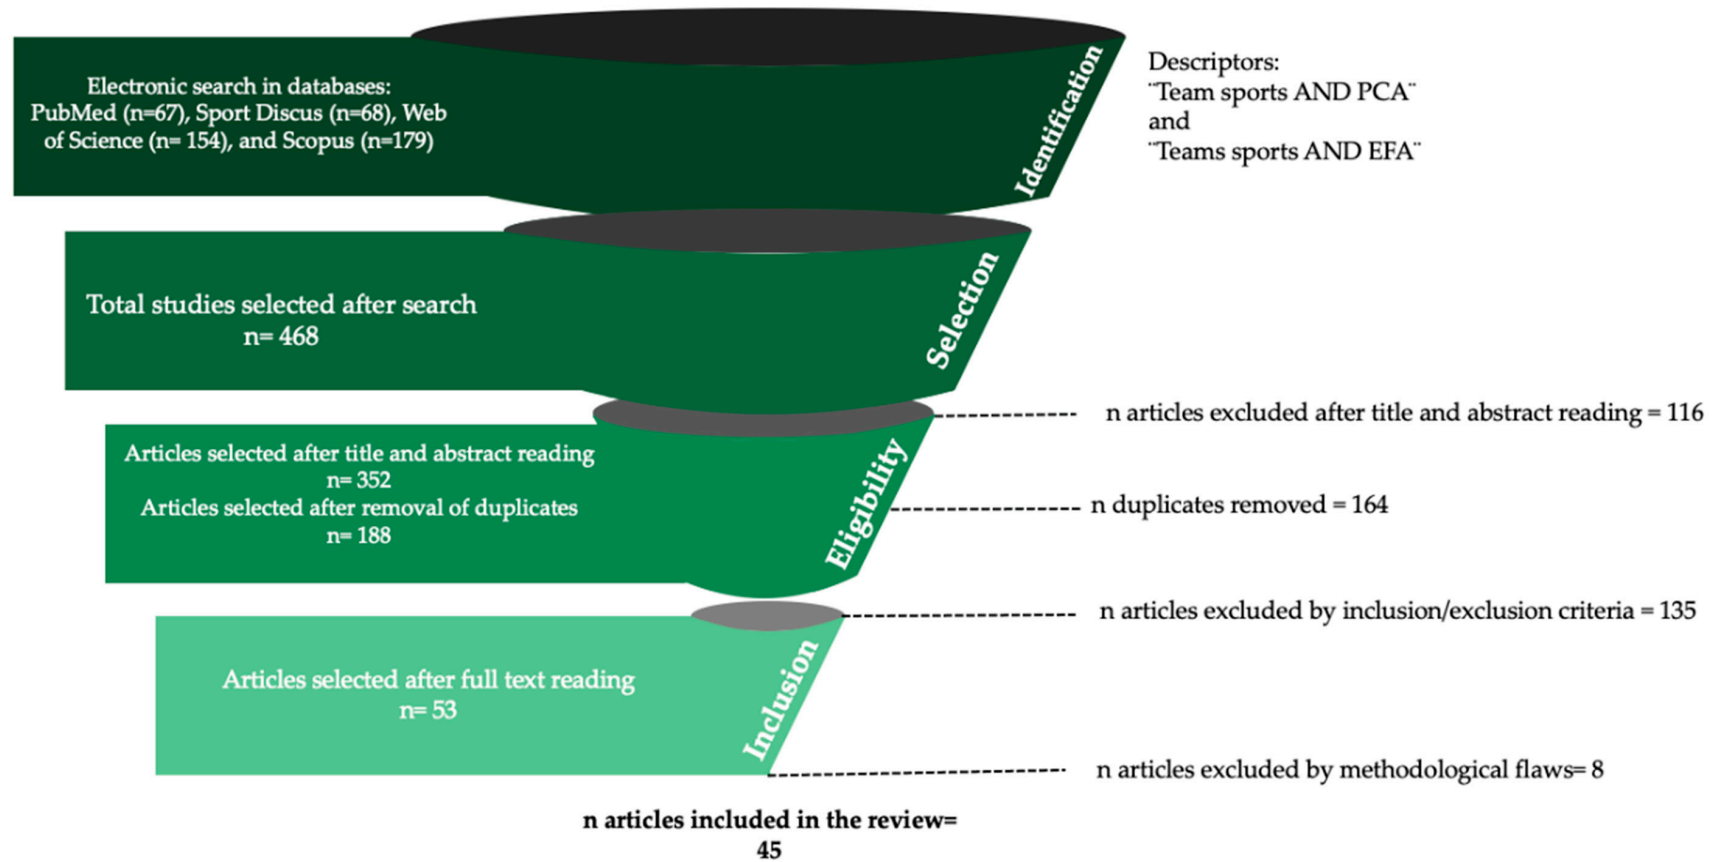 Electronic search in databases:
PubMed (n=67), Sport Discus (n=68), Web
of Science (n= 154), and Scopus (n=179)
Identification
Descriptors:
¨Team sports AND PCA¨
and
¨Teams sports AND EFA¨
Total studies selected after search
n= 468
Selection
n articles excluded after title and abstract reading = 116
Articles selected after title and abstract reading
n= 352
Articles selected after removal of duplicates
n= 188
Eligibility
n duplicates removed = 164
n articles excluded by inclusion/exclusion criteria = 135
Articles selected after full text reading
n= 53
Inclusion
n articles excluded by methodological flaws= 8
n articles included in the review=
45